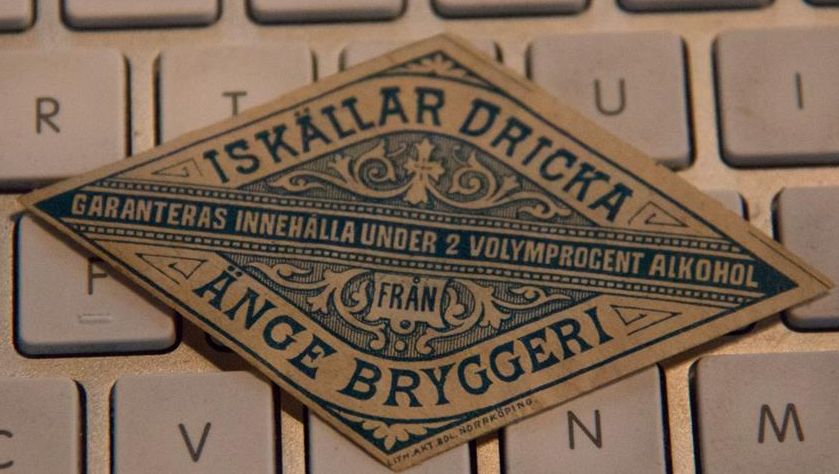 R T U I
ISKÄLLAR DRICKA
GARANTERAS INNEHÅLLA UNDER 2 VOLYMPROCENT ALKOHOL
FRÅN
ÄNGE BRYGGERI
LITH. AKT. BOL. NORRKÖPING.
F
C V N M